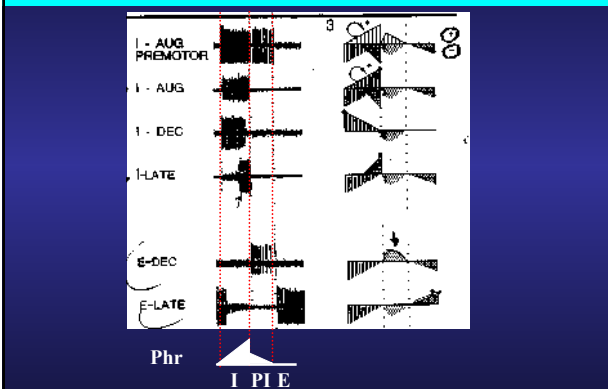 3
I - AUG
PREMOTOR
I - AUG
I - DEC
I-LATE
E-DEC
E-LATE
Phr
I PI E